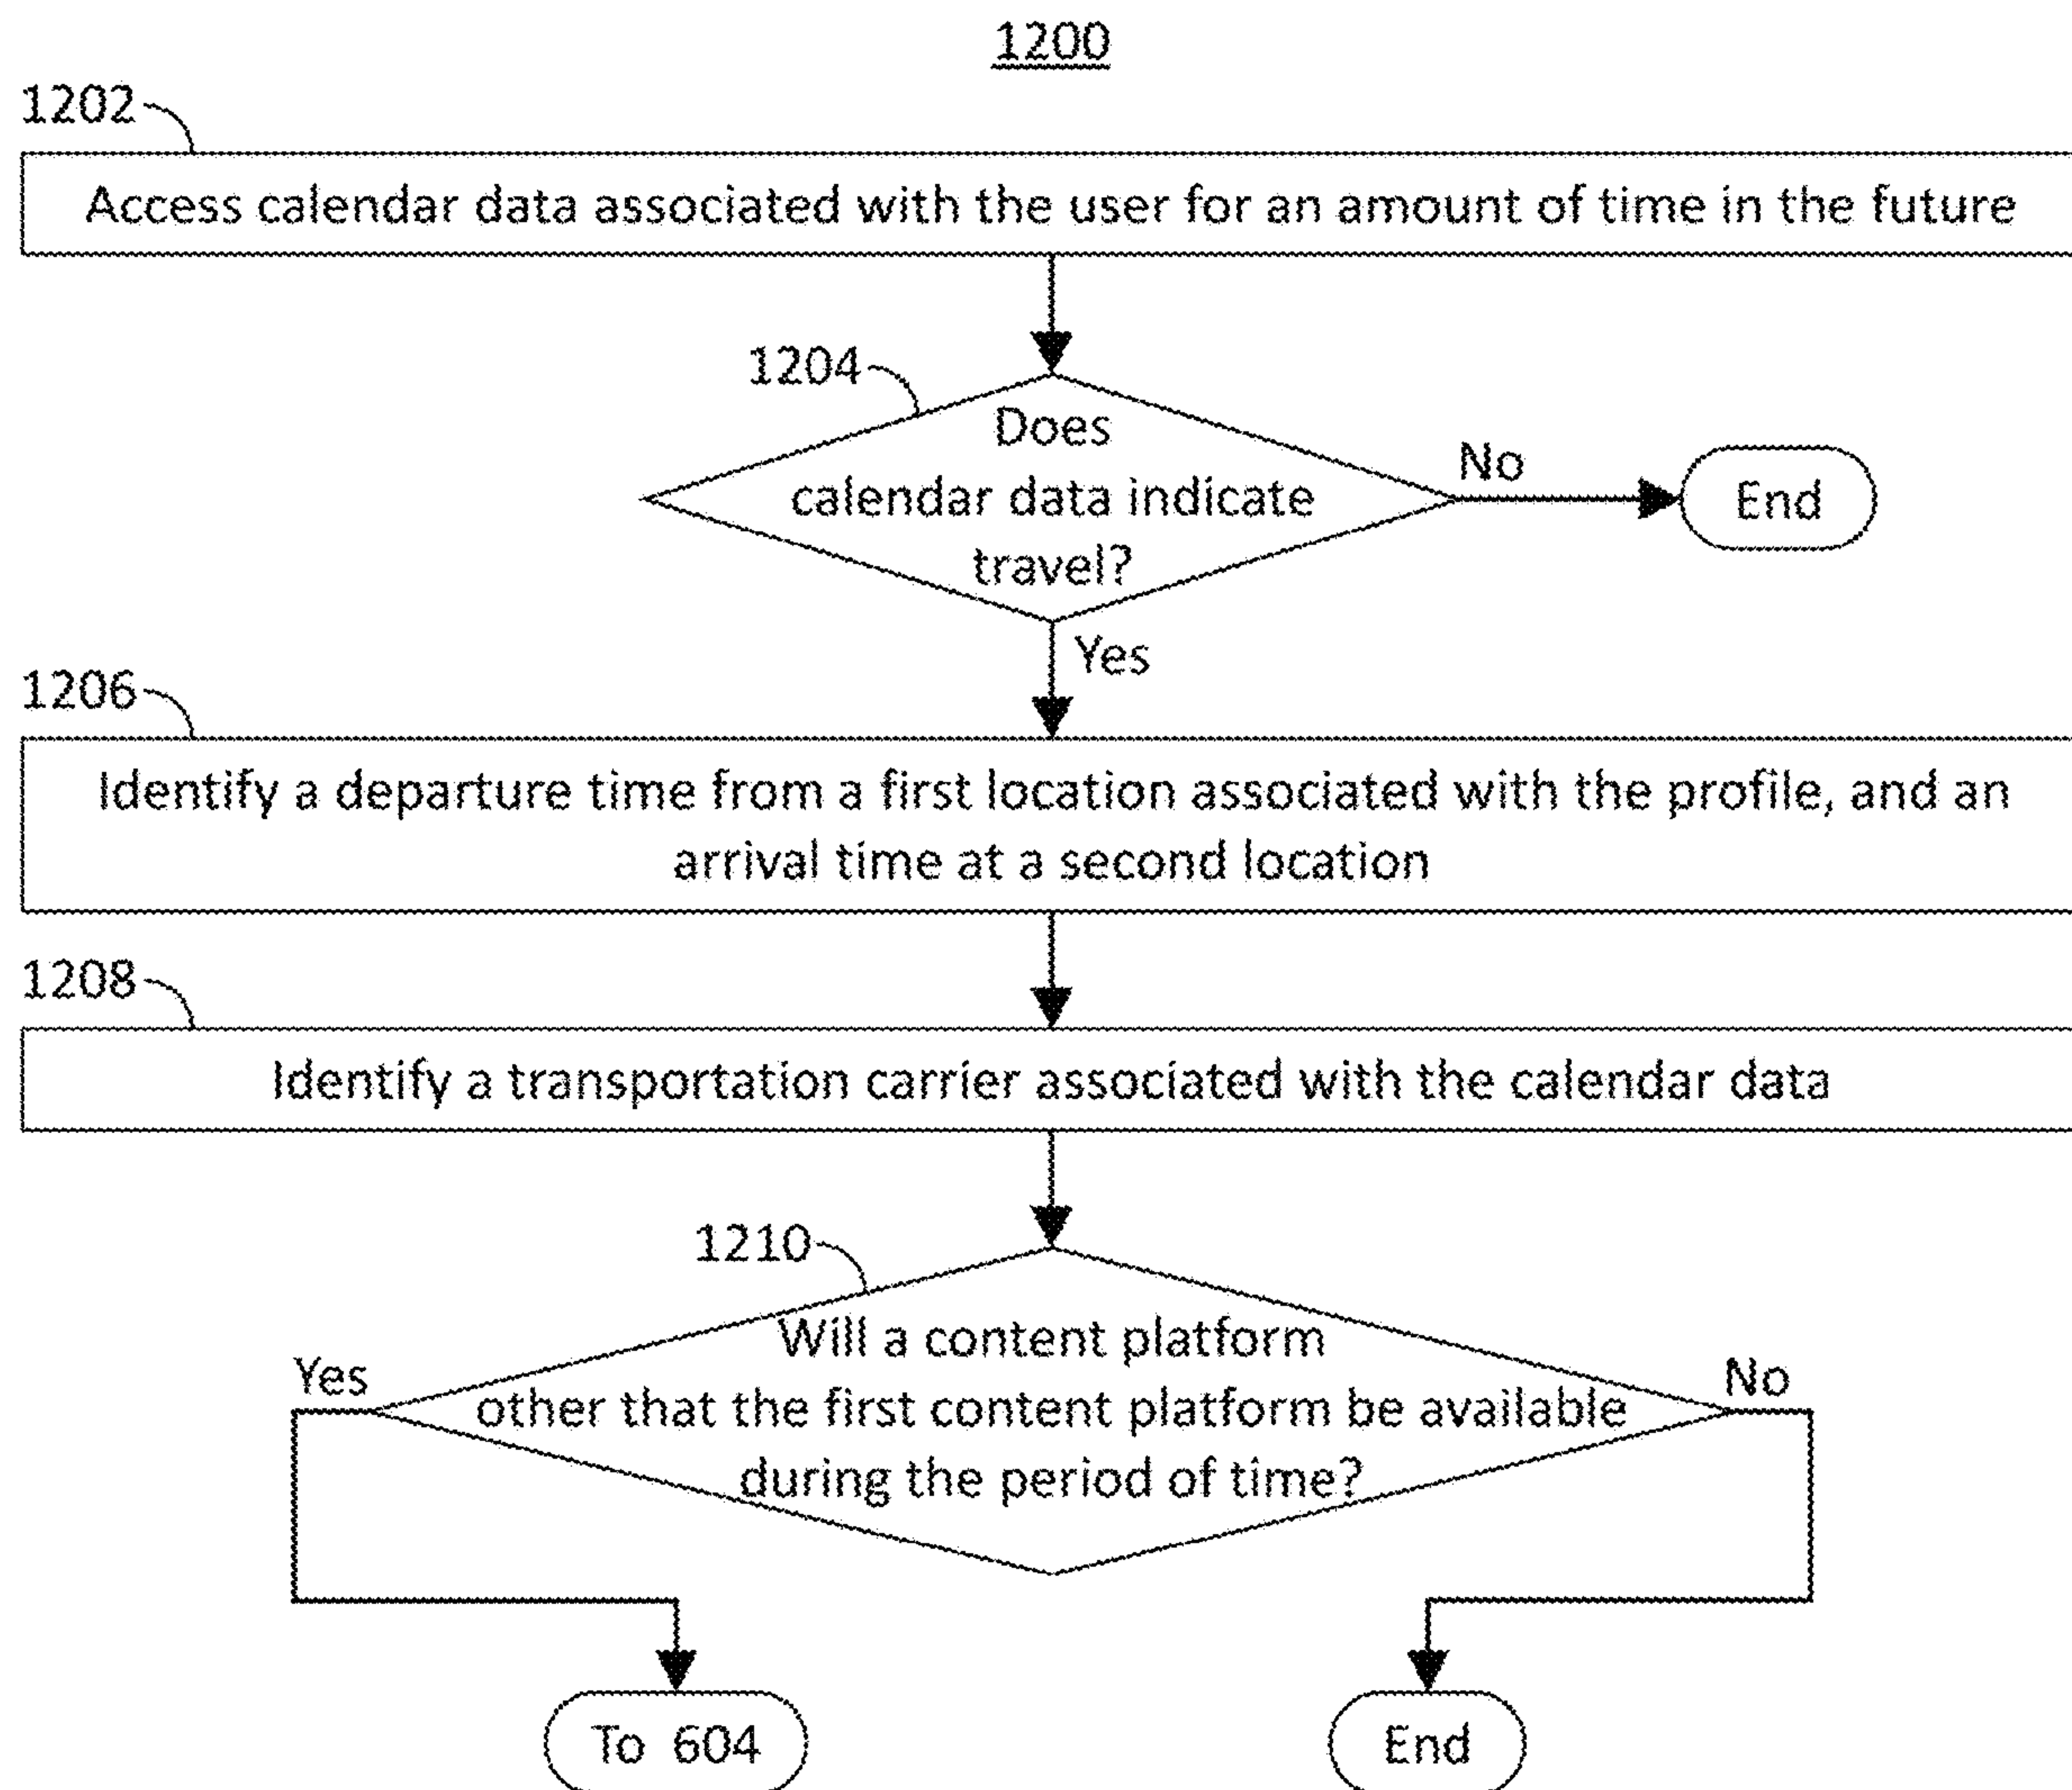 1200
1202
Access calendar data associated with the user for an amount of time in the future
1204
Does
calendar data indicate
travel?
No
End
Yes
1206
Identify a departure time from a first location associated with the profile, and an
arrival time at a second location
1208
Identify a transportation carrier associated with the calendar data
1210
Will a content platform
other that the first content platform be available
during the period of time?
Yes
No
To 604
End